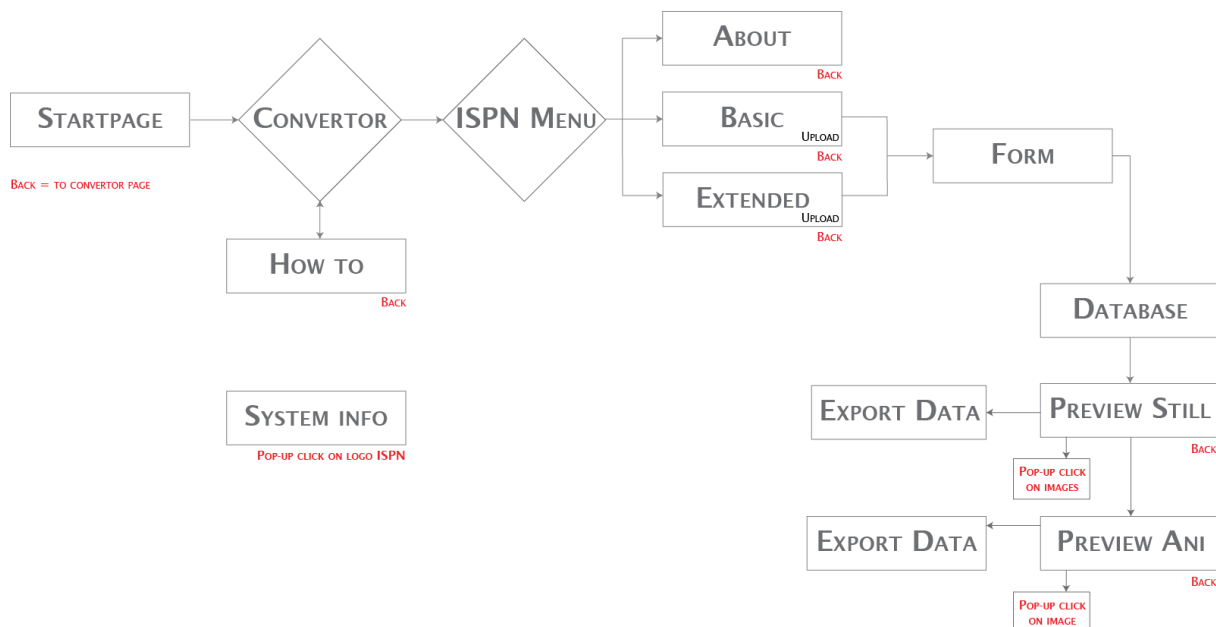 About
Back
Startpage
Convertor
ISPN Menu
Basic
Upload
Back
Form
Back = to convertor page
Extended
Upload
Back
How to
Back
Database
System info
Pop-up click on logo ISPN
Export Data
Preview Still
Back
Pop-up click
on images
Export Data
Preview Ani
Back
Pop-up click
on image